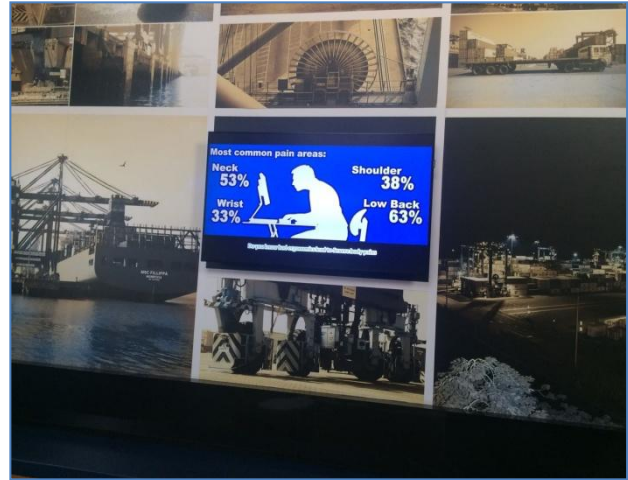 Most common pain areas:
Neck
53%
Shoulder
38%
Wrist
33%
Low Back
63%